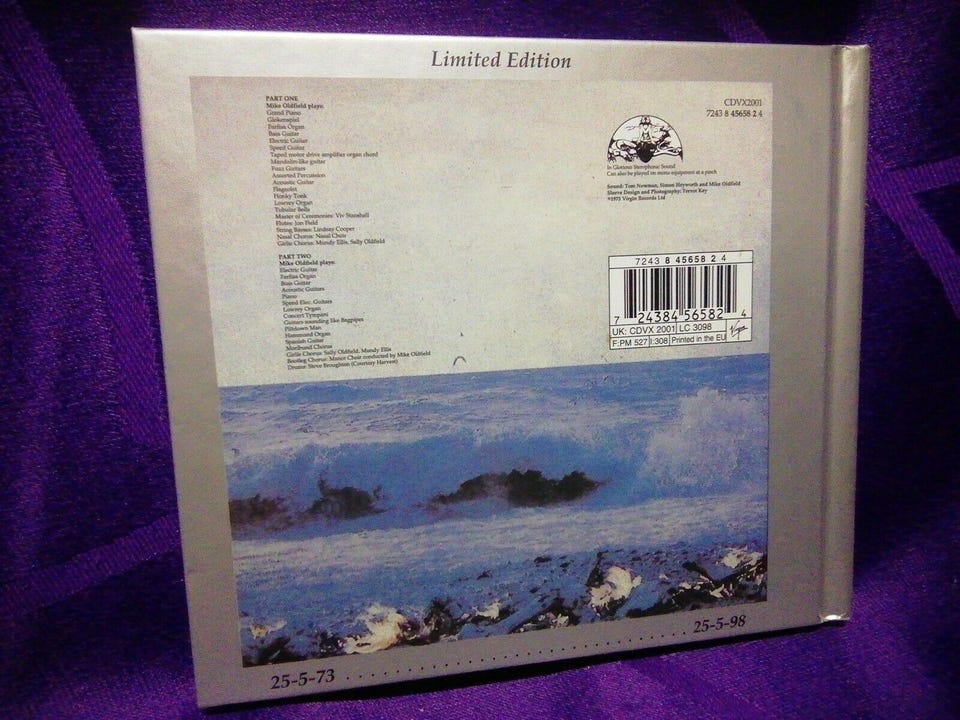 Limited Edition
PART ONE
Mike Oldfield plays:
Grand Piano
Glokenspiel
Farfisa Organ
Bass Guitar
Electric Guitar
Speed Guitar
Taped motor drive amplifier organ chord
Mandolin-like guitar
Fuzz Guitars
Assorted Percussion
Acoustic Guitar
Flageolet
Honky Tonk
Lowrey Organ
Tubular Bells
Master of Ceremonies: Viv Stanshall
Flutes: Jon Field
String Basses: Lindsay Cooper
Nasal Chorus: Nasal Choir
Girlie Chorus: Mundy Ellis, Sally Oldfield
PART TWO
Mike Oldfield plays:
Electric Guitar
Farfisa Organ
Bass Guitar
Acoustic Guitars
Piano
Speed Elec. Guitars
Lowrey Organ
Concert Tympani
Guitars sounding like Bagpipes
Piltdown Man
Hammond Organ
Spanish Guitar
Moribund Chorus
Girlie Chorus: Sally Oldfield, Mundy Ellis
Bootleg Chorus: Manor Choir conducted by Mike Oldfield
Drums: Steve Broughton (Courtesy Harvest)
CDVX2001
7243 8 45658 2 4
In Glorious Stereophonic Sound
Can also be played on mono equipment at a pinch
Sound: Tom Newman, Simon Heyworth and Mike Oldfield
Sleeve Design and Photography: Trevor Key
℗1973 Virgin Records Ltd
7243 8 45658 2 4
7 24384 56582 4
UK: CDVX 2001 LC 3098
F:PM 527 I:308 Printed in the EU
Virgin
25-5-73 . . . . . . . . . . . . . . . . . . . . . . . . . . . . . . . . . 25-5-98